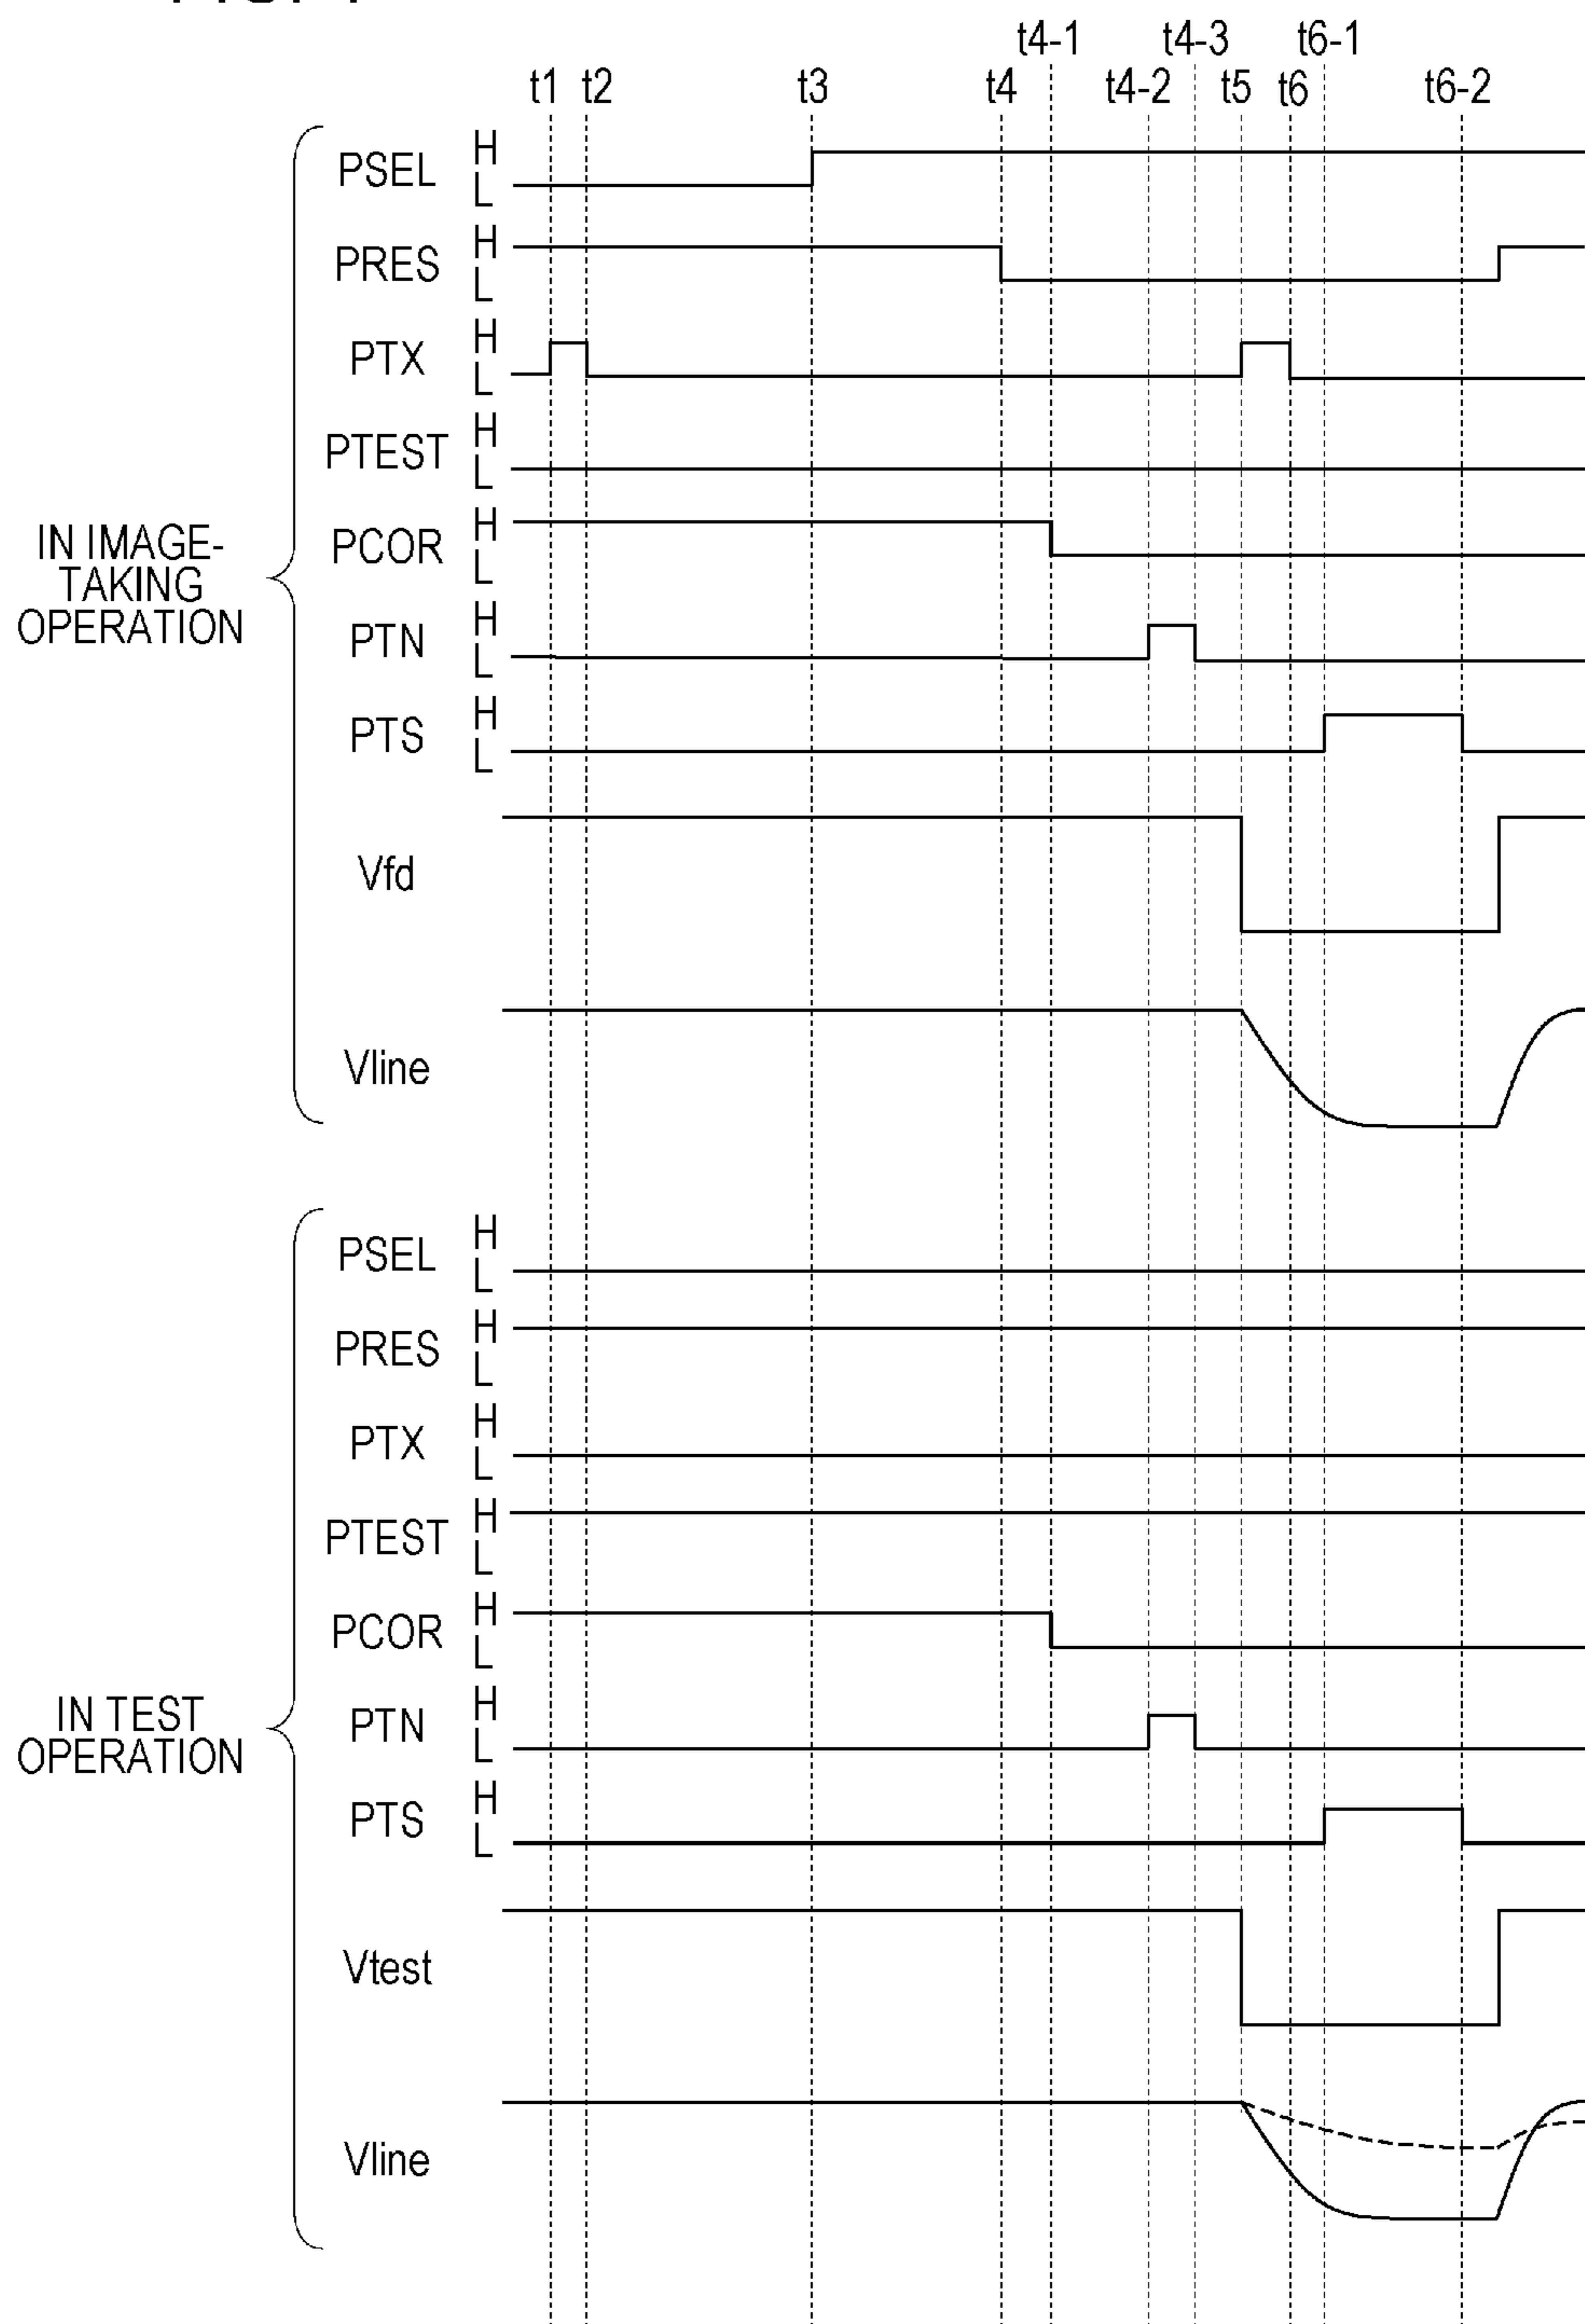 t4-1 t4-3 t6-1
t1 t2 t3 t4 t4-2 t5 t6 t6-2
IN IMAGE-
TAKING
OPERATION
PSEL H
L
PRES H
L
PTX H
L
PTEST H
L
PCOR H
L
PTN H
L
PTS H
L
Vfd
Vline
IN TEST
OPERATION
PSEL H
L
PRES H
L
PTX H
L
PTEST H
L
PCOR H
L
PTN H
L
PTS H
L
Vtest
Vline